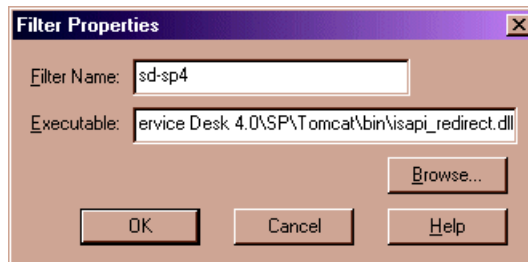 Filter Properties
Filter Name: sd-sp4
Executable: ervice Desk 4.0\SP\Tomcat\bin\isapi_redirect.dll
Browse...
OK Cancel Help